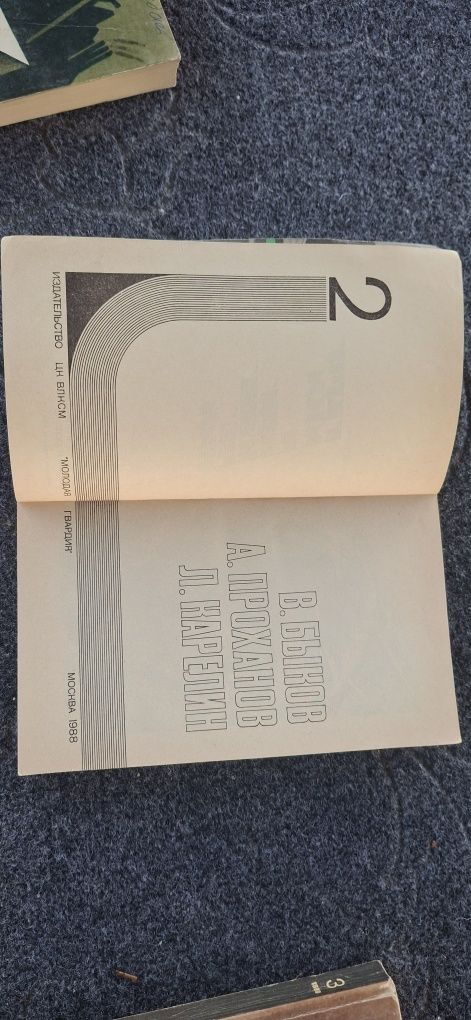 2
В. БЫКОВ
А. ПРОХАНОВ
Л. КАРЕЛИН
ИЗДАТЕЛЬСТВО ЦК ВЛКСМ "МОЛОДАЯ ГВАРДИЯ" МОСКВА 1988
3